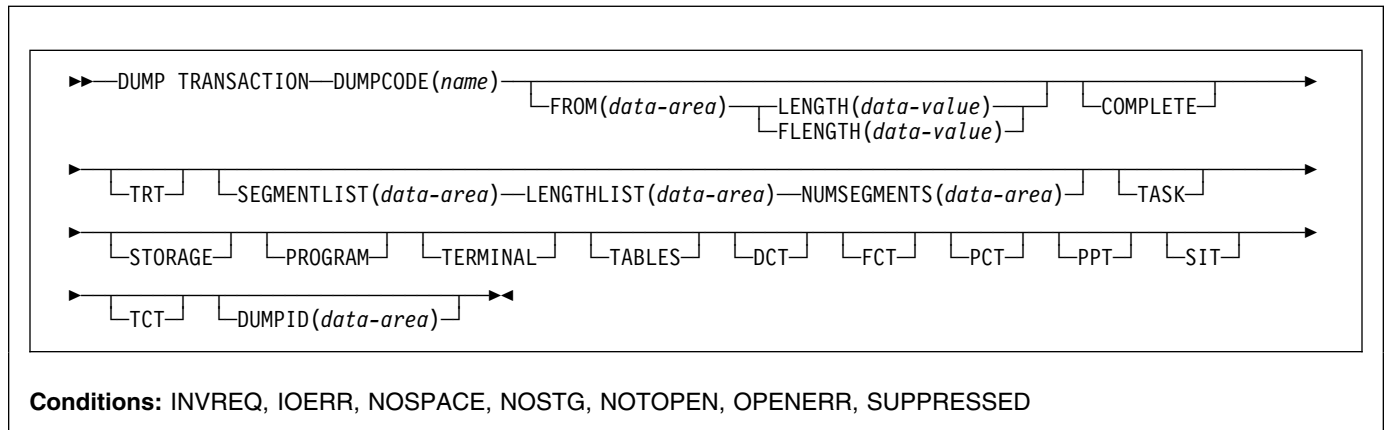 DUMP TRANSACTION DUMPCODE(name)
FROM(data-area) LENGTH(data-value) COMPLETE
FLENGTH(data-value)
TRT SEGMENTLIST(data-area) LENGTHLIST(data-area) NUMSEGMENTS(data-area) TASK
STORAGE PROGRAM TERMINAL TABLES DCT FCT PCT PPT SIT
TCT DUMPID(data-area)
Conditions: INVREQ, IOERR, NOSPACE, NOSTG, NOTOPEN, OPENERR, SUPPRESSED